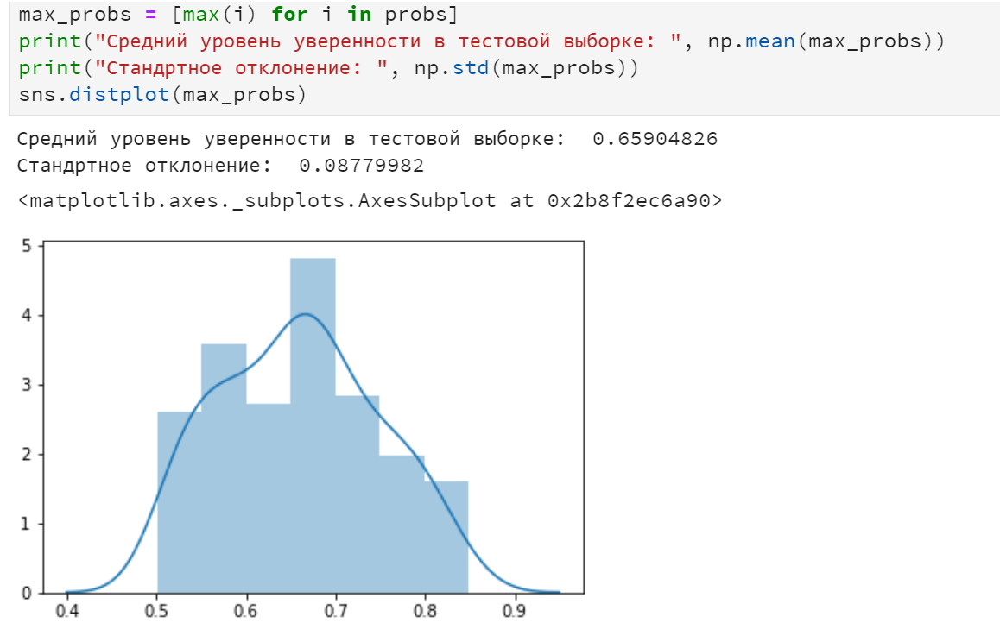 max_probs = [max(i) for i in probs]
print("Средний уровень уверенности в тестовой выборке: ", np.mean(max_probs))
print("Стандртное отклонение: ", np.std(max_probs))
sns.distplot(max_probs)
Средний уровень уверенности в тестовой выборке:  0.65904826
Стандртное отклонение:  0.08779982
<matplotlib.axes._subplots.AxesSubplot at 0x2b8f2ec6a90>
5
4
3
2
1
0
0.4 0.5 0.6 0.7 0.8 0.9